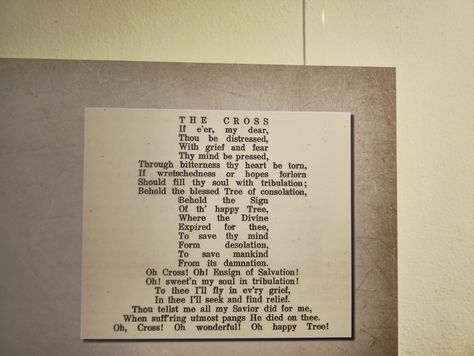 THE CROSS
If e'er, my dear,
Thou be distressed,
With grief and fear
Thy mind be pressed,
Through bitterness thy heart be torn,
If wretschedness or hopes forlorn
Should fill thy soul with tribulation;
Behold the blessed Tree of consolation,
Behold the Sign
Of th' happy Tree,
Where the Divine
Expired for thee,
To save thy mind
Form desolation,
To save mankind
From its damnation.
Oh Cross! Oh! Ensign of Salvation!
Oh! sweet'n my soul in tribulation!
To thee I'll fly in ev'ry grief,
In thee I'll seek and find relief.
Thou tellst me all my Savior did for me,
When suff'ring utmost pangs He died on thee.
Oh, Cross! Oh wonderful! Oh happy Tree!